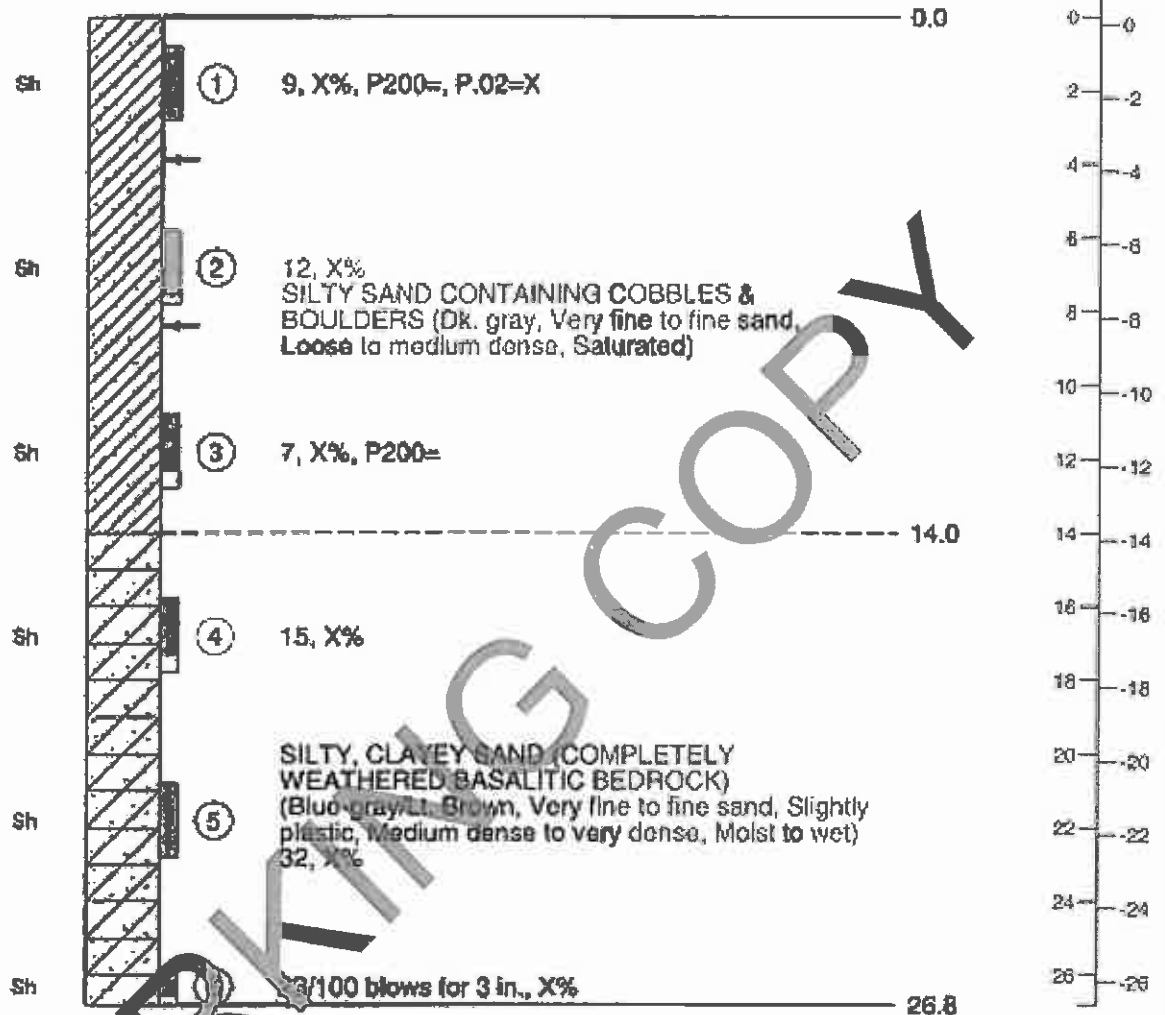 0.0
Sh ① 9, X%, P200=, P.02=X
Sh ② 12, X%
SILTY SAND CONTAINING COBBLES &
BOULDERS (Dk. gray, Very fine to fine sand,
Loose to medium dense, Saturated)
Sh ③ 7, X%, P200=
14.0
Sh ④ 15, X%
SILTY, CLAYEY SAND (COMPLETELY
WEATHERED BASALITIC BEDROCK)
(Blue-gray/Lt. Brown, Very fine to fine sand, Slightly
plastic, Medium dense to very dense, Moist to wet)
Sh ⑤ 32, X%
Sh /100 blows for 3 in., X%
26.8
0 -0
2 -2
4 -4
6 -6
8 -8
10 -10
12 -12
14 -14
16 -16
18 -18
20 -20
22 -22
24 -24
26 -26
KING COPY